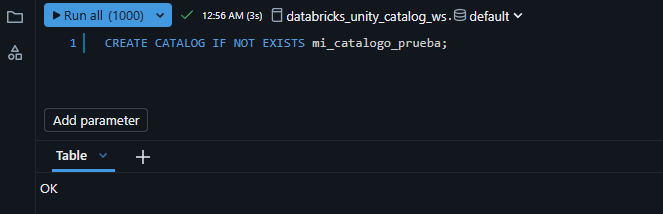 Run all (1000) 12:56 AM (3s) databricks_unity_catalog_ws. default
1 CREATE CATALOG IF NOT EXISTS mi_catalogo_prueba;
Add parameter
Table +
OK